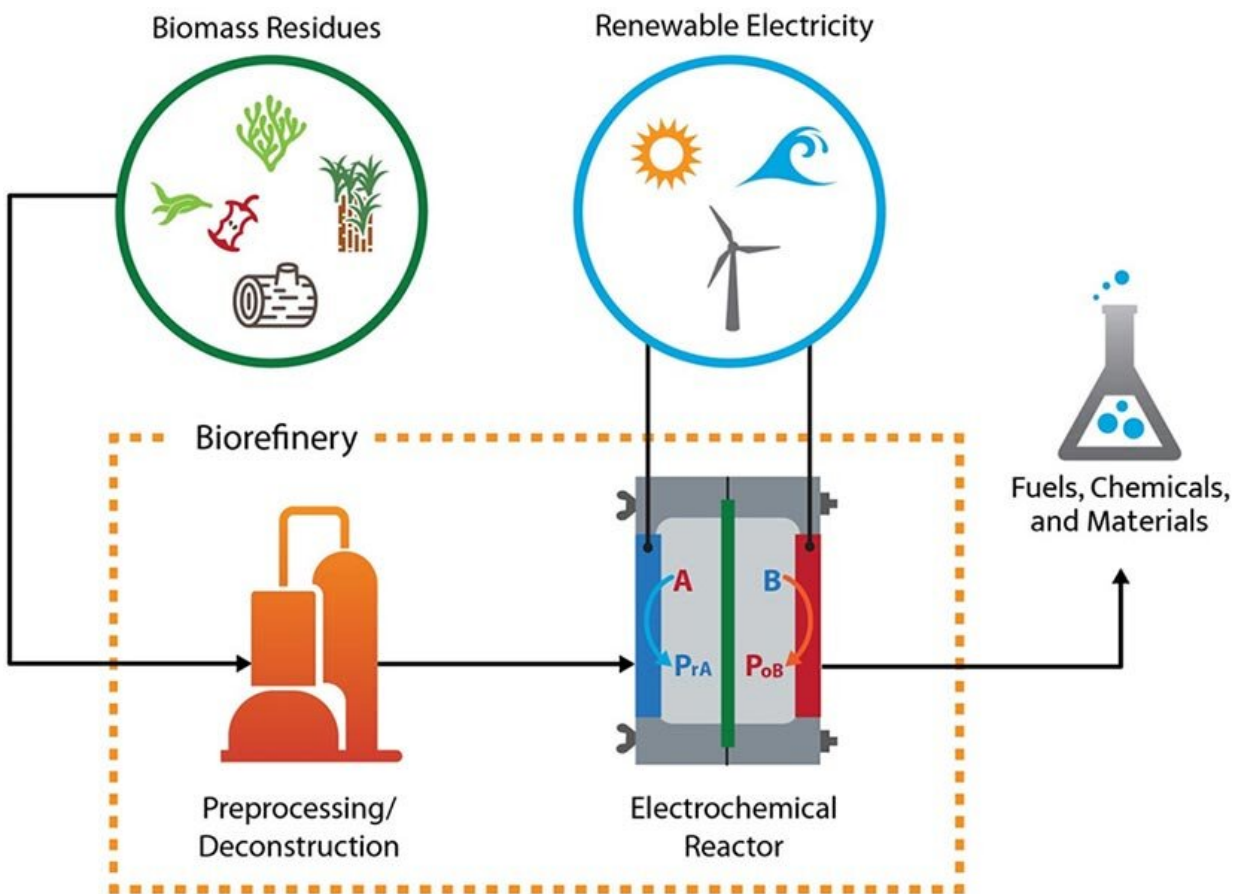 Biomass Residues
Renewable Electricity
Biorefinery
Fuels, Chemicals,
and Materials
A
B
PrA
PoB
Preprocessing/
Deconstruction
Electrochemical
Reactor